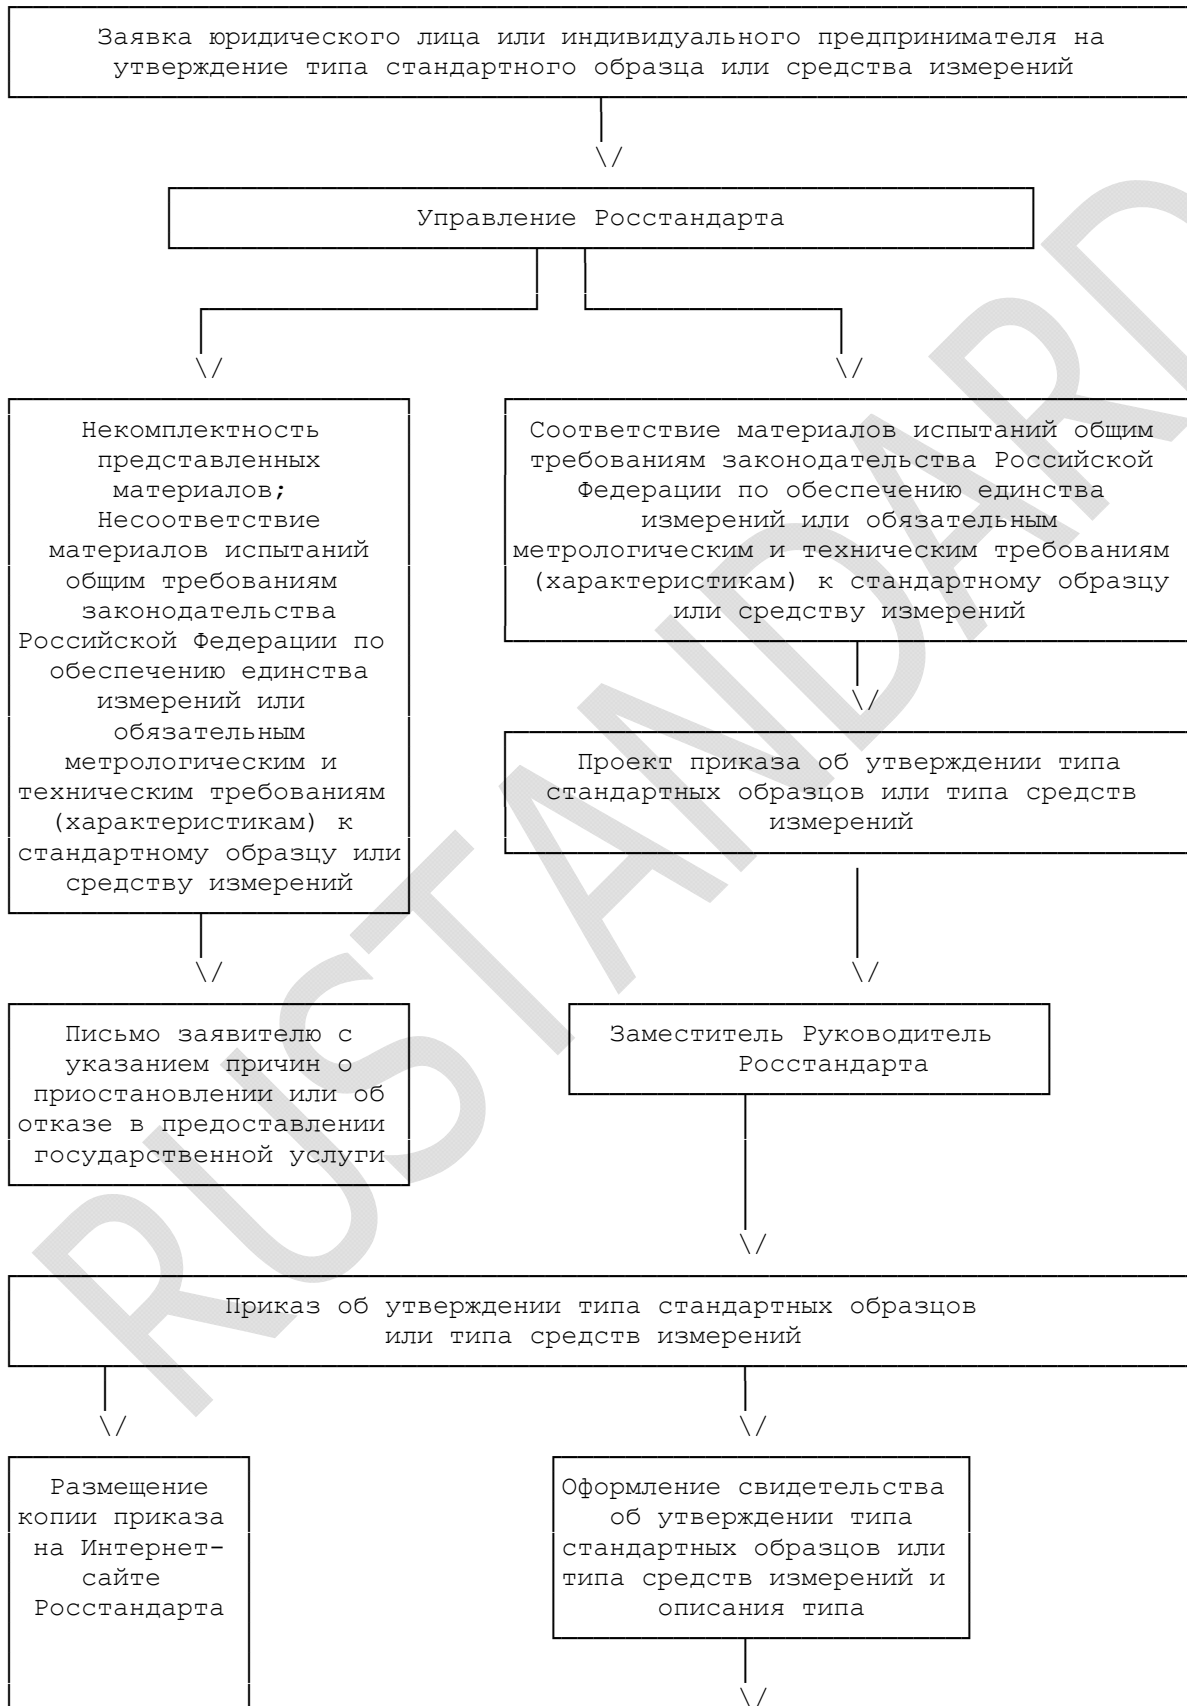 Заявка юридического лица или индивидуального предпринимателя на
утверждение типа стандартного образца или средства измерений
Управление Росстандарта
Некомплектность
представленных
материалов;
Несоответствие
материалов испытаний
общим требованиям
законодательства
Российской Федерации по
обеспечению единства
измерений или
обязательным
метрологическим и
техническим требованиям
(характеристикам) к
стандартному образцу или
средству измерений
Соответствие материалов испытаний общим
требованиям законодательства Российской
Федерации по обеспечению единства
измерений или обязательным
метрологическим и техническим требованиям
(характеристикам) к стандартному образцу
или средству измерений
Проект приказа об утверждении типа
стандартных образцов или типа средств
измерений
Письмо заявителю с
указанием причин о
приостановлении или об
отказе в предоставлении
государственной услуги
Заместитель Руководитель
Росстандарта
Приказ об утверждении типа стандартных образцов
или типа средств измерений
Размещение
копии приказа
на Интернет-
сайте
Росстандарта
Оформление свидетельства
об утверждении типа
стандартных образцов или
типа средств измерений и
описания типа
RUSTANDARD